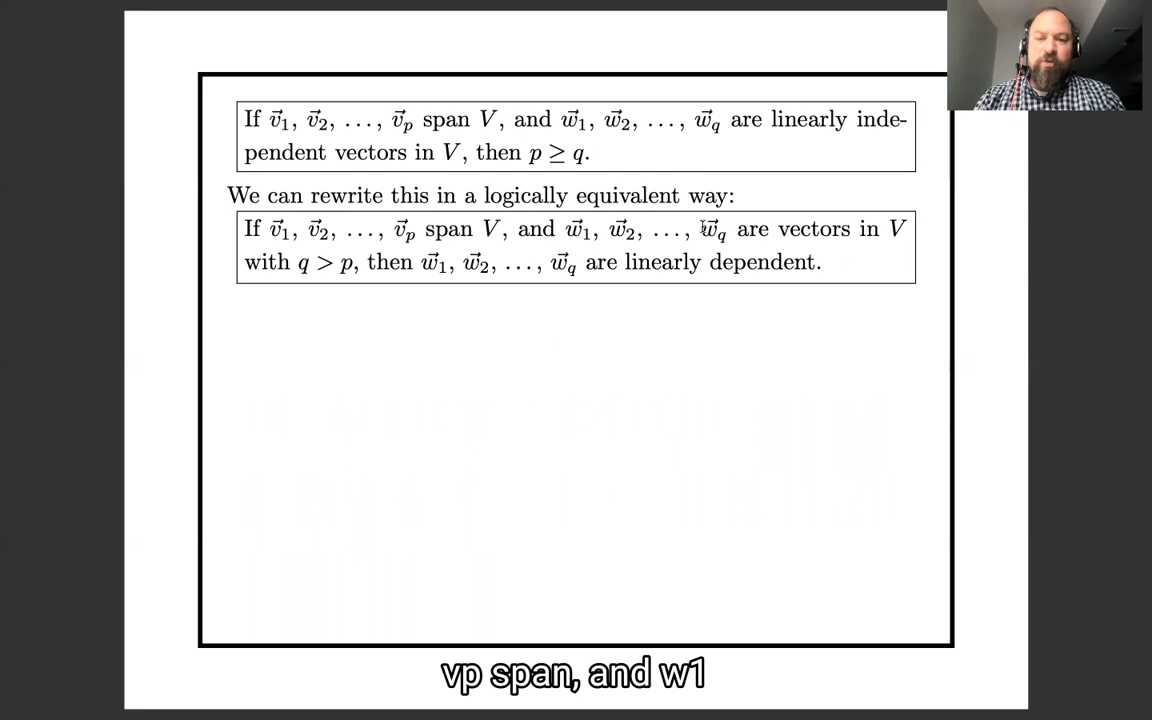 If v⃗₁, v⃗₂, …, v⃗ₚ span V, and w⃗₁, w⃗₂, …, w⃗_q are linearly inde-
pendent vectors in V, then p ≥ q.
We can rewrite this in a logically equivalent way:
If v⃗₁, v⃗₂, …, v⃗ₚ span V, and w⃗₁, w⃗₂, …, w⃗_q are vectors in V
with q > p, then w⃗₁, w⃗₂, …, w⃗_q are linearly dependent.
vp span, and w1